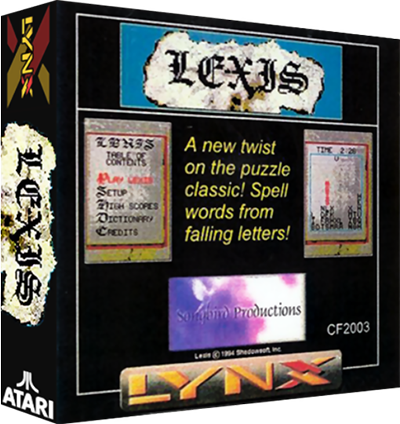 LYNX
LEXIS
ATARI
LEXIS
LEXIS
TABLE OF
CONTENTS
PLAY LEXIS
SETUP
HIGH SCORES
DICTIONARY
CREDITS
A new twist
on the puzzle
classic! Spell
words from
falling letters!
TIME 2:28
Songbird Productions
CF2003
Lexis © 1994 Shadowsoft, Inc.
LYNX